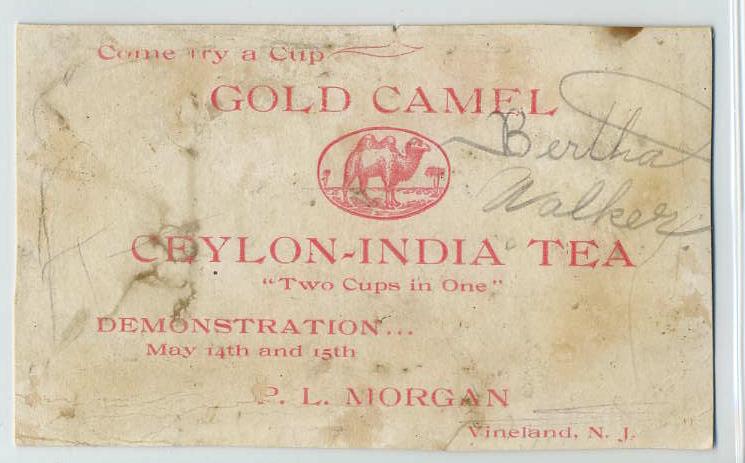 Come try a Cup
GOLD CAMEL
Bertha
Walker
CEYLON-INDIA TEA
"Two Cups in One"
DEMONSTRATION...
May 14th and 15th
P. L. MORGAN
Vineland, N. J.